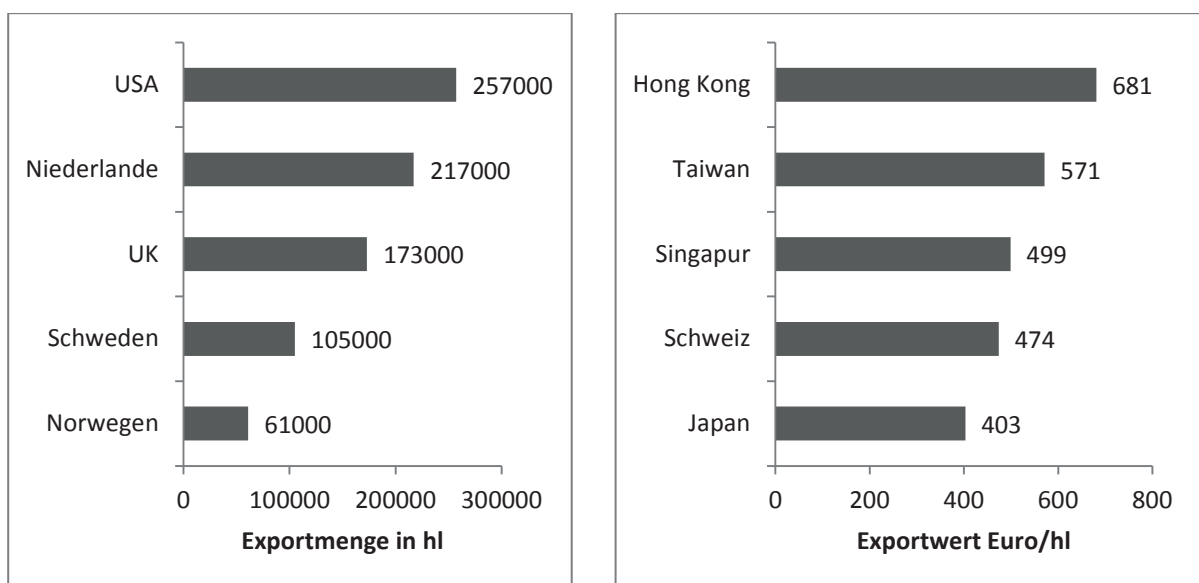 USA
257000
Niederlande
217000
UK
173000
Schweden
105000
Norwegen
61000
0 100000 200000 300000
Exportmenge in hl
Hong Kong
681
Taiwan
571
Singapur
499
Schweiz
474
Japan
403
0 200 400 600 800
Exportwert Euro/hl